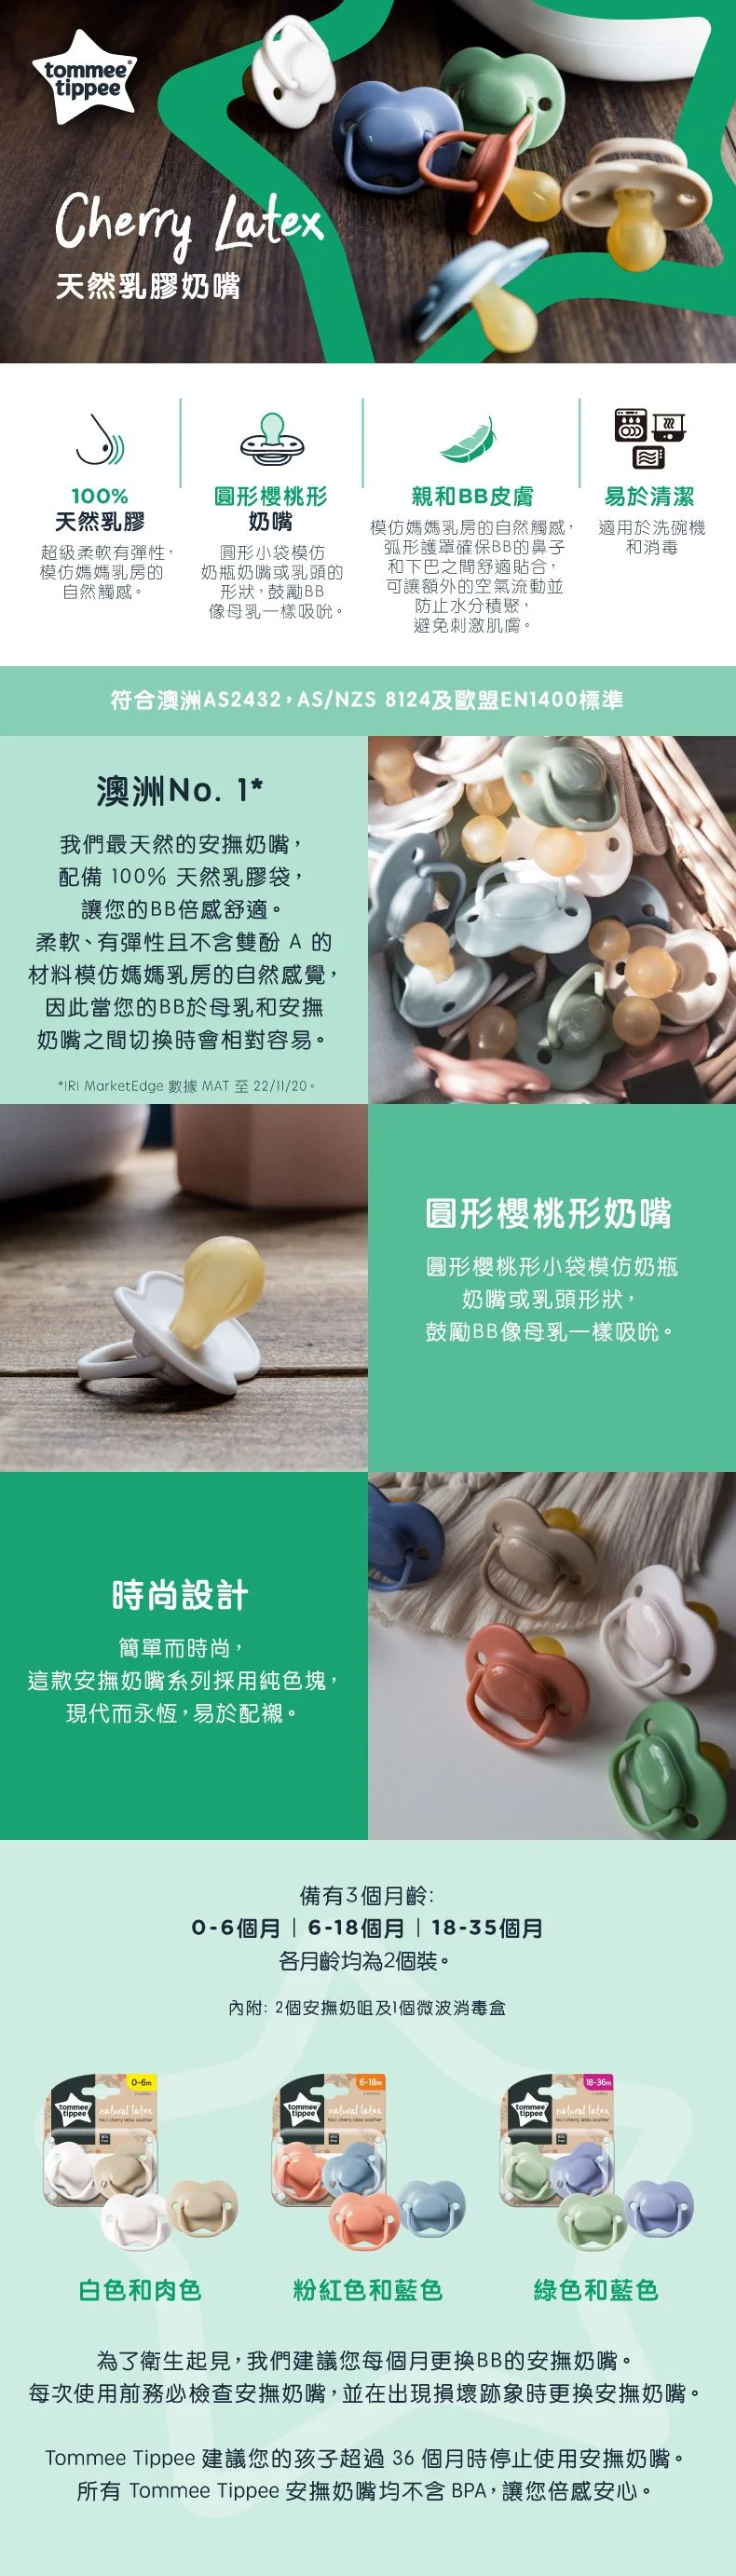 tommee
tippee
Cherry Latex
天然乳膠奶嘴
100%
天然乳膠
超級柔軟有彈性，
模仿媽媽乳房的
自然觸感。
圓形櫻桃形
奶嘴
圓形小袋模仿
奶瓶奶嘴或乳頭的
形狀，鼓勵BB
像母乳一樣吸吮。
親和BB皮膚
模仿媽媽乳房的自然觸感，
弧形護罩確保BB的鼻子
和下巴之間舒適貼合，
可讓額外的空氣流動並
防止水分積聚，
避免刺激肌膚。
易於清潔
適用於洗碗機
和消毒
符合澳洲AS2432，AS/NZS 8124及歐盟EN1400標準
澳洲No. 1*
我們最天然的安撫奶嘴，
配備 100% 天然乳膠袋，
讓您的BB倍感舒適。
柔軟、有彈性且不含雙酚 A 的
材料模仿媽媽乳房的自然感覺，
因此當您的BB於母乳和安撫
奶嘴之間切換時會相對容易。
*IRI MarketEdge 數據 MAT 至 22/11/20。
圓形櫻桃形奶嘴
圓形櫻桃形小袋模仿奶瓶
奶嘴或乳頭形狀，
鼓勵BB像母乳一樣吸吮。
時尚設計
簡單而時尚，
這款安撫奶嘴系列採用純色塊，
現代而永恆，易於配襯。
備有3個月齡:
0-6個月 | 6-18個月 | 18-35個月
各月齡均為2個裝。
內附: 2個安撫奶咀及1個微波消毒盒
0-6m
tommee
tippee
natural latex
No.1 cherry latex soother
6-18m
tommee
tippee
natural latex
No.1 cherry latex soother
18-36m
tommee
tippee
natural latex
No.1 cherry latex soother
白色和肉色
粉紅色和藍色
綠色和藍色
為了衛生起見，我們建議您每個月更換BB的安撫奶嘴。
每次使用前務必檢查安撫奶嘴，並在出現損壞跡象時更換安撫奶嘴。
Tommee Tippee 建議您的孩子超過 36 個月時停止使用安撫奶嘴。
所有 Tommee Tippee 安撫奶嘴均不含 BPA，讓您倍感安心。